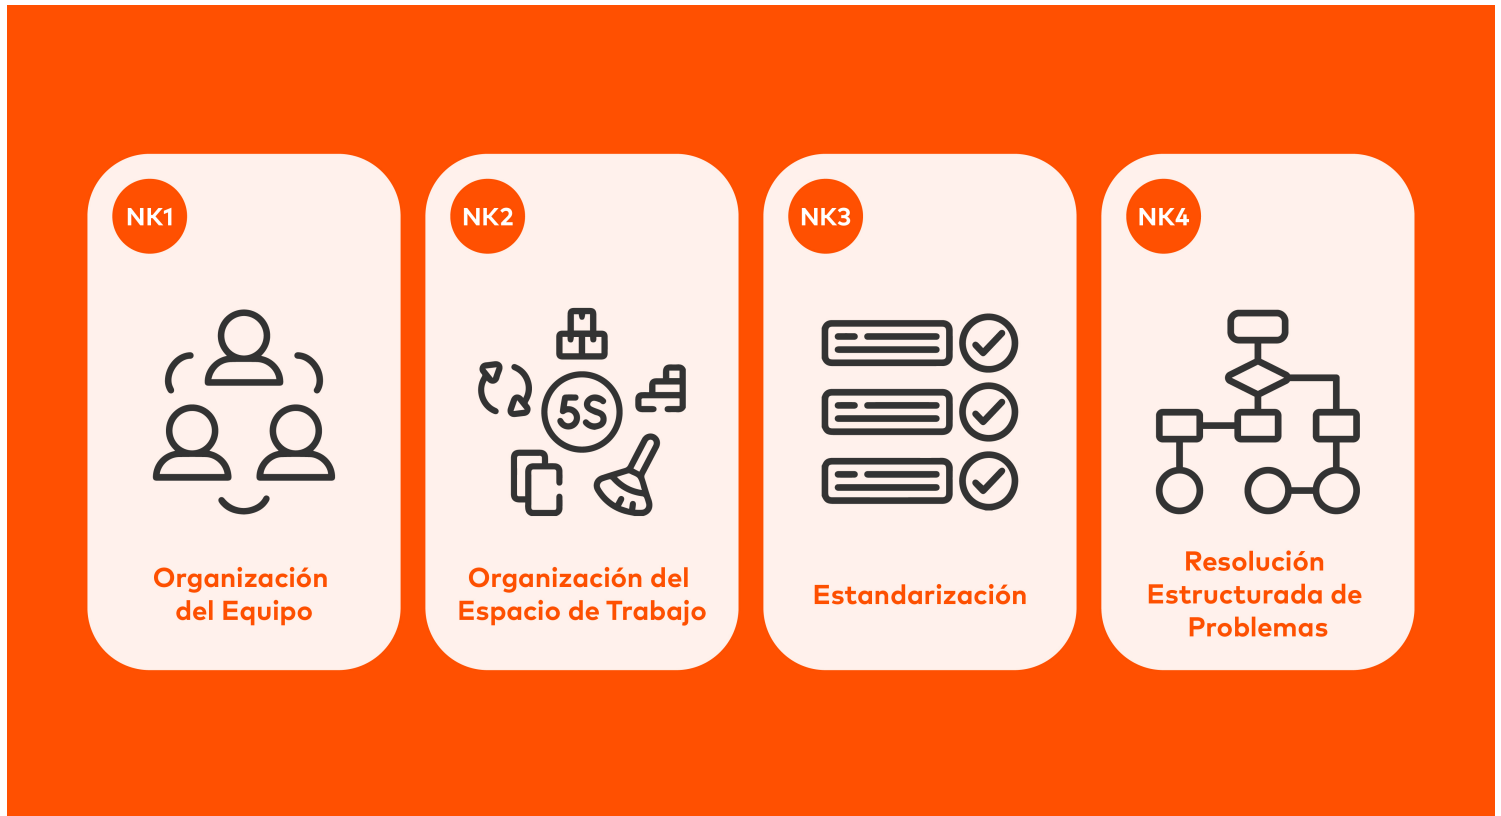 NK1
Organización
del Equipo
NK2
5S
Organización del
Espacio de Trabajo
NK3
Estandarización
NK4
Resolución
Estructurada de
Problemas